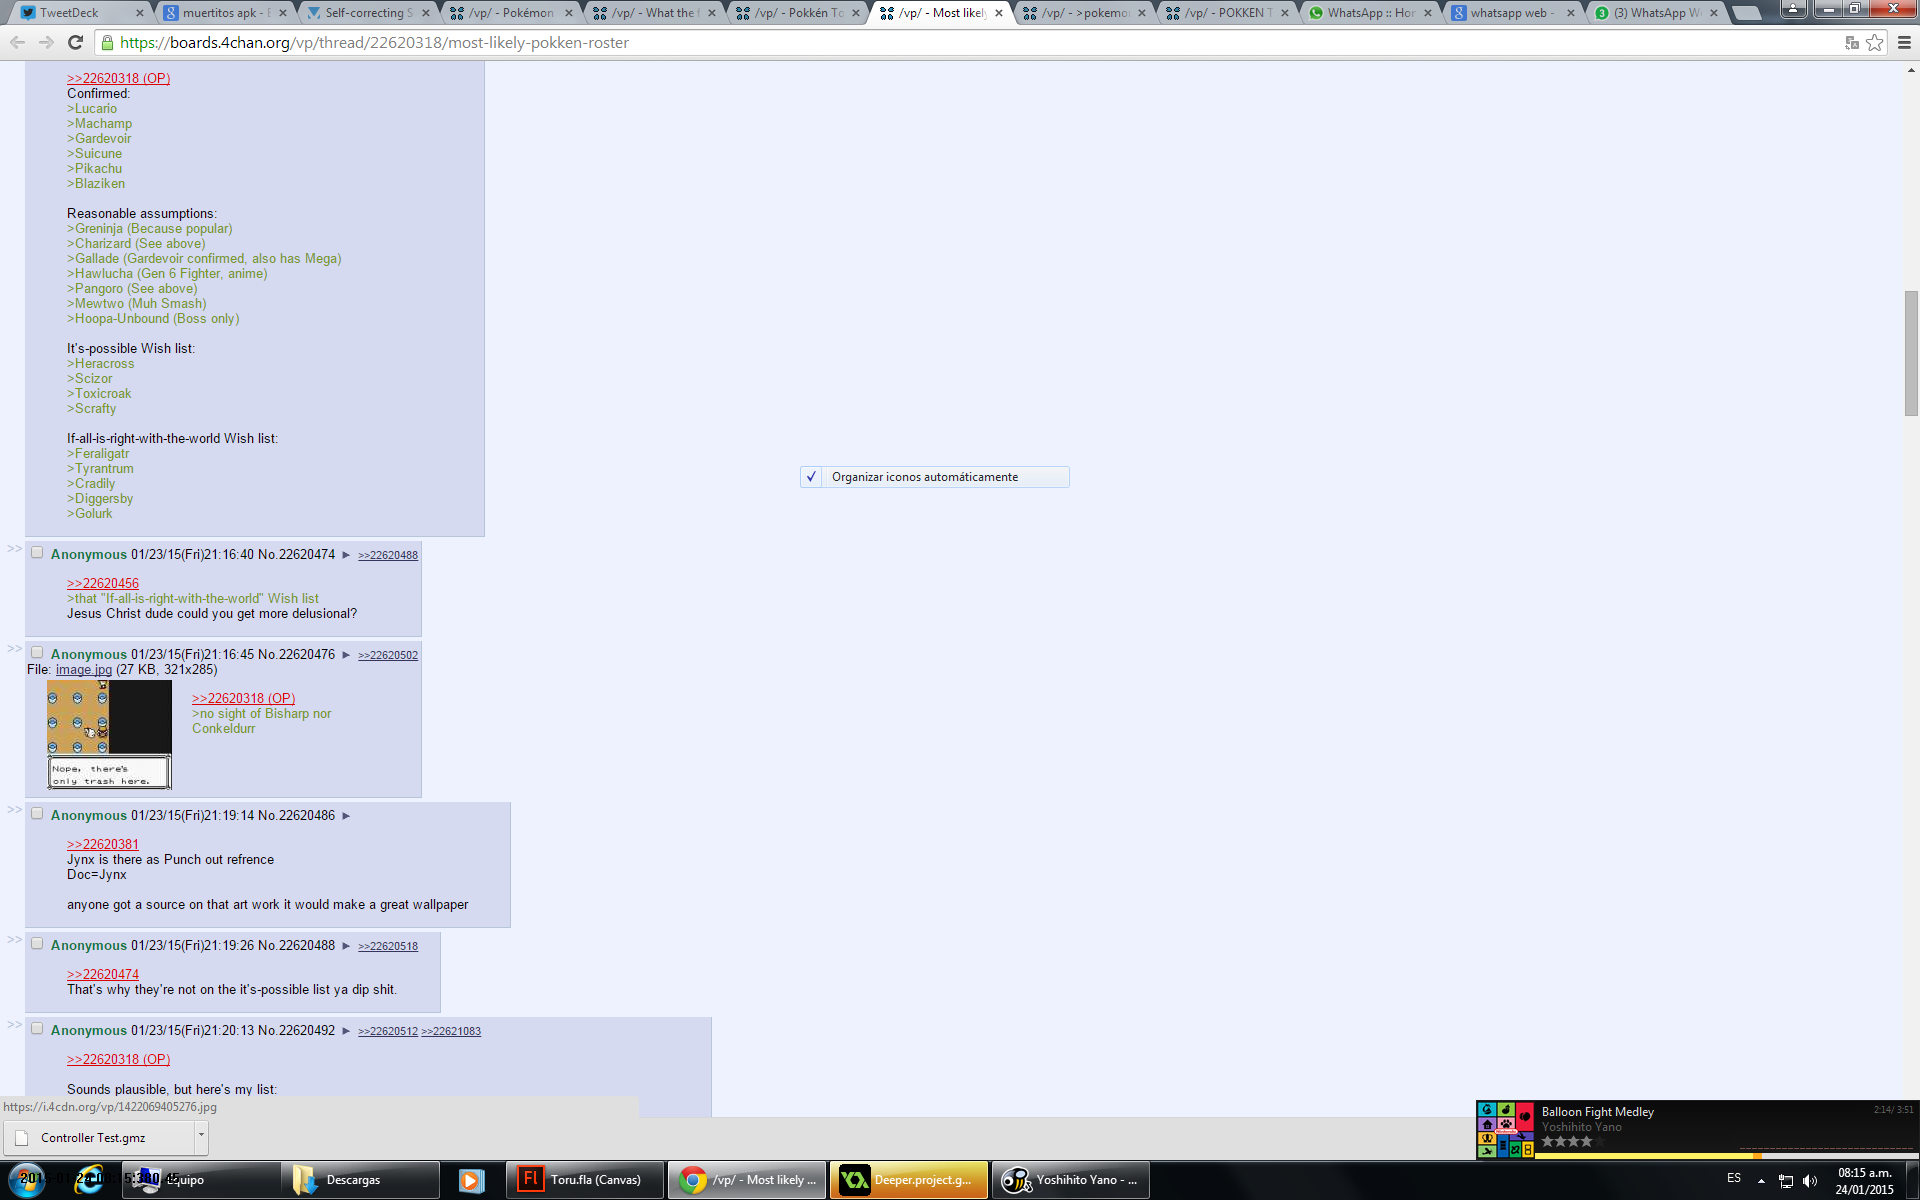 TweetDeck
muertitos apk - B
Self-correcting S
/vp/ - Pokémon
/vp/ - What the f
/vp/ - Pokkén To
/vp/ - Most likely
/vp/ - >pokemo
/vp/ - POKKEN T
WhatsApp :: Hor
whatsapp web -
(3) WhatsApp W
https://boards.4chan.org/vp/thread/22620318/most-likely-pokken-roster
>>22620318 (OP)
Confirmed:
>Lucario
>Machamp
>Gardevoir
>Suicune
>Pikachu
>Blaziken
Reasonable assumptions:
>Greninja (Because popular)
>Charizard (See above)
>Gallade (Gardevoir confirmed, also has Mega)
>Hawlucha (Gen 6 Fighter, anime)
>Pangoro (See above)
>Mewtwo (Muh Smash)
>Hoopa-Unbound (Boss only)
It's-possible Wish list:
>Heracross
>Scizor
>Toxicroak
>Scrafty
If-all-is-right-with-the-world Wish list:
>Feraligatr
>Tyrantrum
>Cradily
>Diggersby
>Golurk
Organizar iconos automáticamente
>> Anonymous 01/23/15(Fri)21:16:40 No.22620474 ▶ >>22620488
>>22620456
>that "If-all-is-right-with-the-world" Wish list
Jesus Christ dude could you get more delusional?
>> Anonymous 01/23/15(Fri)21:16:45 No.22620476 ▶ >>22620502
File: image.jpg (27 KB, 321x285)
Nope, there's
only trash here.
>>22620318 (OP)
>no sight of Bisharp nor
Conkeldurr
>> Anonymous 01/23/15(Fri)21:19:14 No.22620486 ▶
>>22620381
Jynx is there as Punch out refrence
Doc=Jynx
anyone got a source on that art work it would make a great wallpaper
>> Anonymous 01/23/15(Fri)21:19:26 No.22620488 ▶ >>22620518
>>22620474
That's why they're not on the it's-possible list ya dip shit.
>> Anonymous 01/23/15(Fri)21:20:13 No.22620492 ▶ >>22620512 >>22621083
>>22620318 (OP)
Sounds plausible, but here's my list:
https://i.4cdn.org/vp/1422069405276.jpg
Controller Test.gmz
Balloon Fight Medley
2:14/ 3:51
Yoshihito Yano
Equipo
Descargas
Toru.fla (Canvas)
/vp/ - Most likely ...
Deeper.project.g...
Yoshihito Yano - ...
ES
08:15 a.m.
24/01/2015